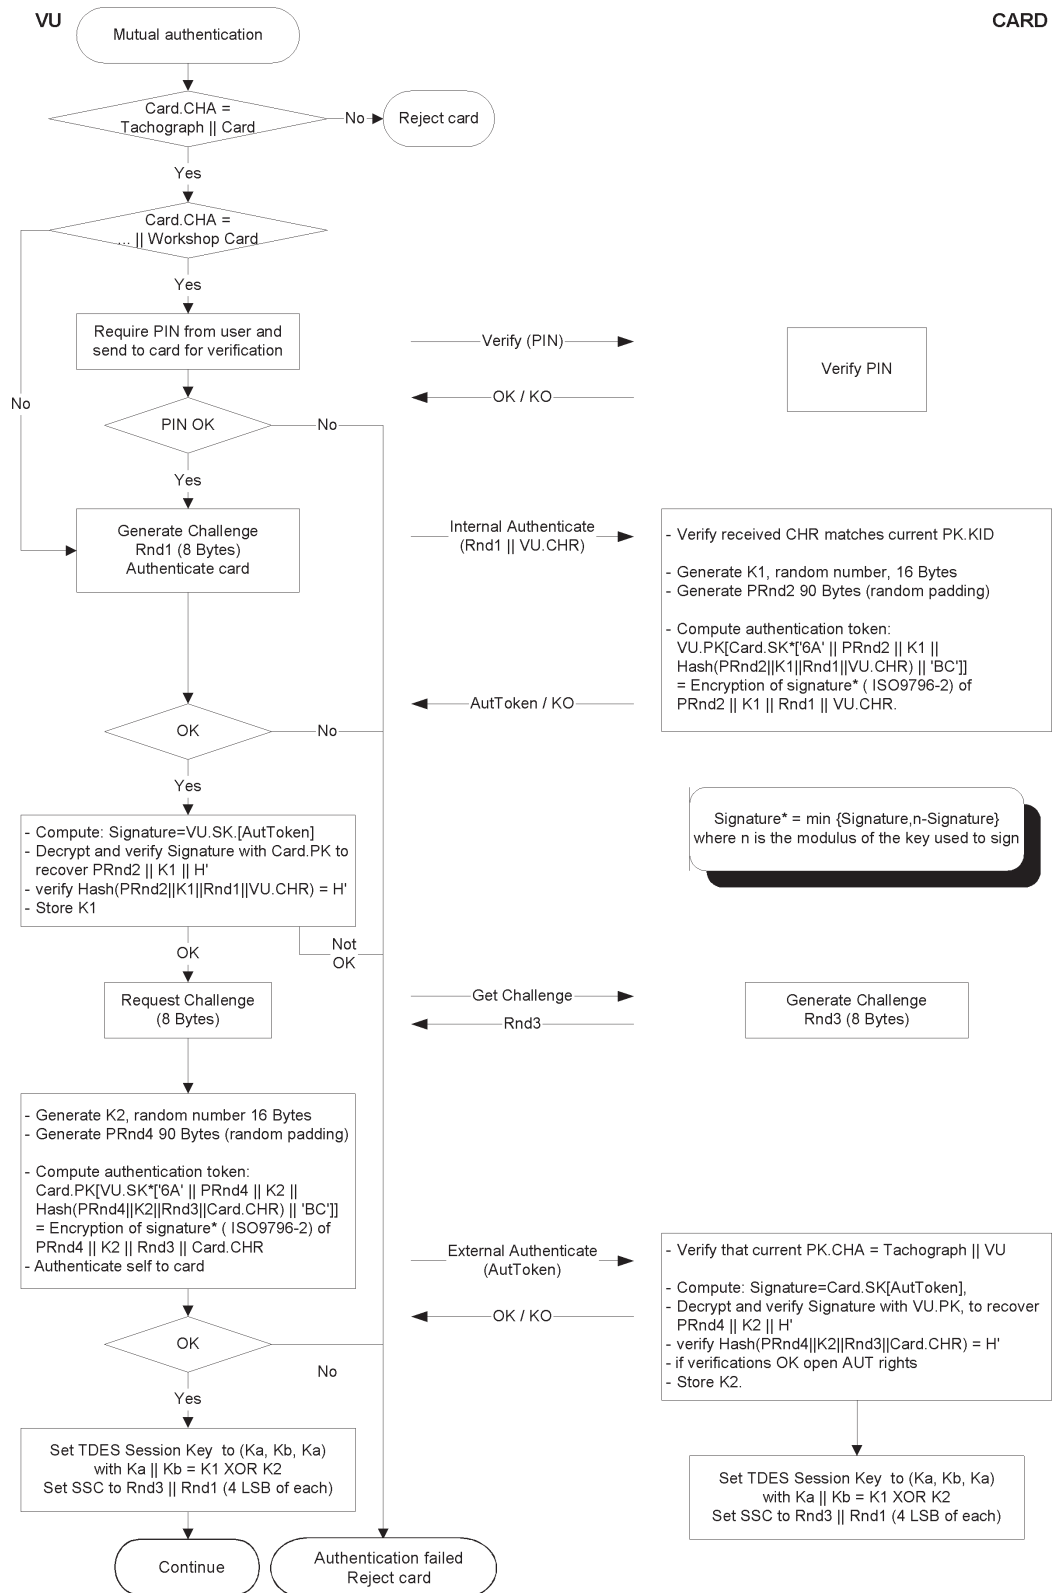 VU
CARD
Mutual authentication
Card.CHA =
Tachograph || Card
No
Reject card
Yes
Card.CHA =
... || Workshop Card
Yes
No
Require PIN from user and
send to card for verification
Verify (PIN)
Verify PIN
OK / KO
PIN OK
No
Yes
Generate Challenge
Rnd1 (8 Bytes)
Authenticate card
Internal Authenticate
(Rnd1 || VU.CHR)
- Verify received CHR matches current PK.KID
- Generate K1, random number, 16 Bytes
- Generate PRnd2 90 Bytes (random padding)
- Compute authentication token:
VU.PK[Card.SK*['6A' || PRnd2 || K1 ||
Hash(PRnd2||K1||Rnd1||VU.CHR) || 'BC']]
= Encryption of signature* ( ISO9796-2) of
PRnd2 || K1 || Rnd1 || VU.CHR.
AutToken / KO
OK
No
Yes
- Compute: Signature=VU.SK.[AutToken]
- Decrypt and verify Signature with Card.PK to
recover PRnd2 || K1 || H'
- verify Hash(PRnd2||K1||Rnd1||VU.CHR) = H'
- Store K1
Signature* = min {Signature,n-Signature}
where n is the modulus of the key used to sign
OK
Not
OK
Request Challenge
(8 Bytes)
Get Challenge
Rnd3
Generate Challenge
Rnd3 (8 Bytes)
- Generate K2, random number 16 Bytes
- Generate PRnd4 90 Bytes (random padding)
- Compute authentication token:
Card.PK[VU.SK*['6A' || PRnd4 || K2 ||
Hash(PRnd4||K2||Rnd3||Card.CHR) || 'BC']]
= Encryption of signature* ( ISO9796-2) of
PRnd4 || K2 || Rnd3 || Card.CHR
- Authenticate self to card
External Authenticate
(AutToken)
OK / KO
- Verify that current PK.CHA = Tachograph || VU
- Compute: Signature=Card.SK[AutToken],
- Decrypt and verify Signature with VU.PK, to recover
PRnd4 || K2 || H'
- verify Hash(PRnd4||K2||Rnd3||Card.CHR) = H'
- if verifications OK open AUT rights
- Store K2.
OK
No
Yes
Set TDES Session Key to (Ka, Kb, Ka)
with Ka || Kb = K1 XOR K2
Set SSC to Rnd3 || Rnd1 (4 LSB of each)
Set TDES Session Key to (Ka, Kb, Ka)
with Ka || Kb = K1 XOR K2
Set SSC to Rnd3 || Rnd1 (4 LSB of each)
Continue
Authentication failed
Reject card